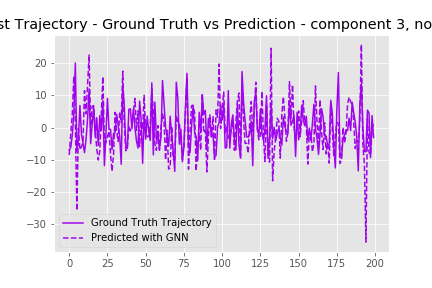 st Trajectory - Ground Truth vs Prediction - component 3, no
20
10
0
−10
−20
−30
Ground Truth Trajectory
Predicted with GNN
0 25 50 75 100 125 150 175 200